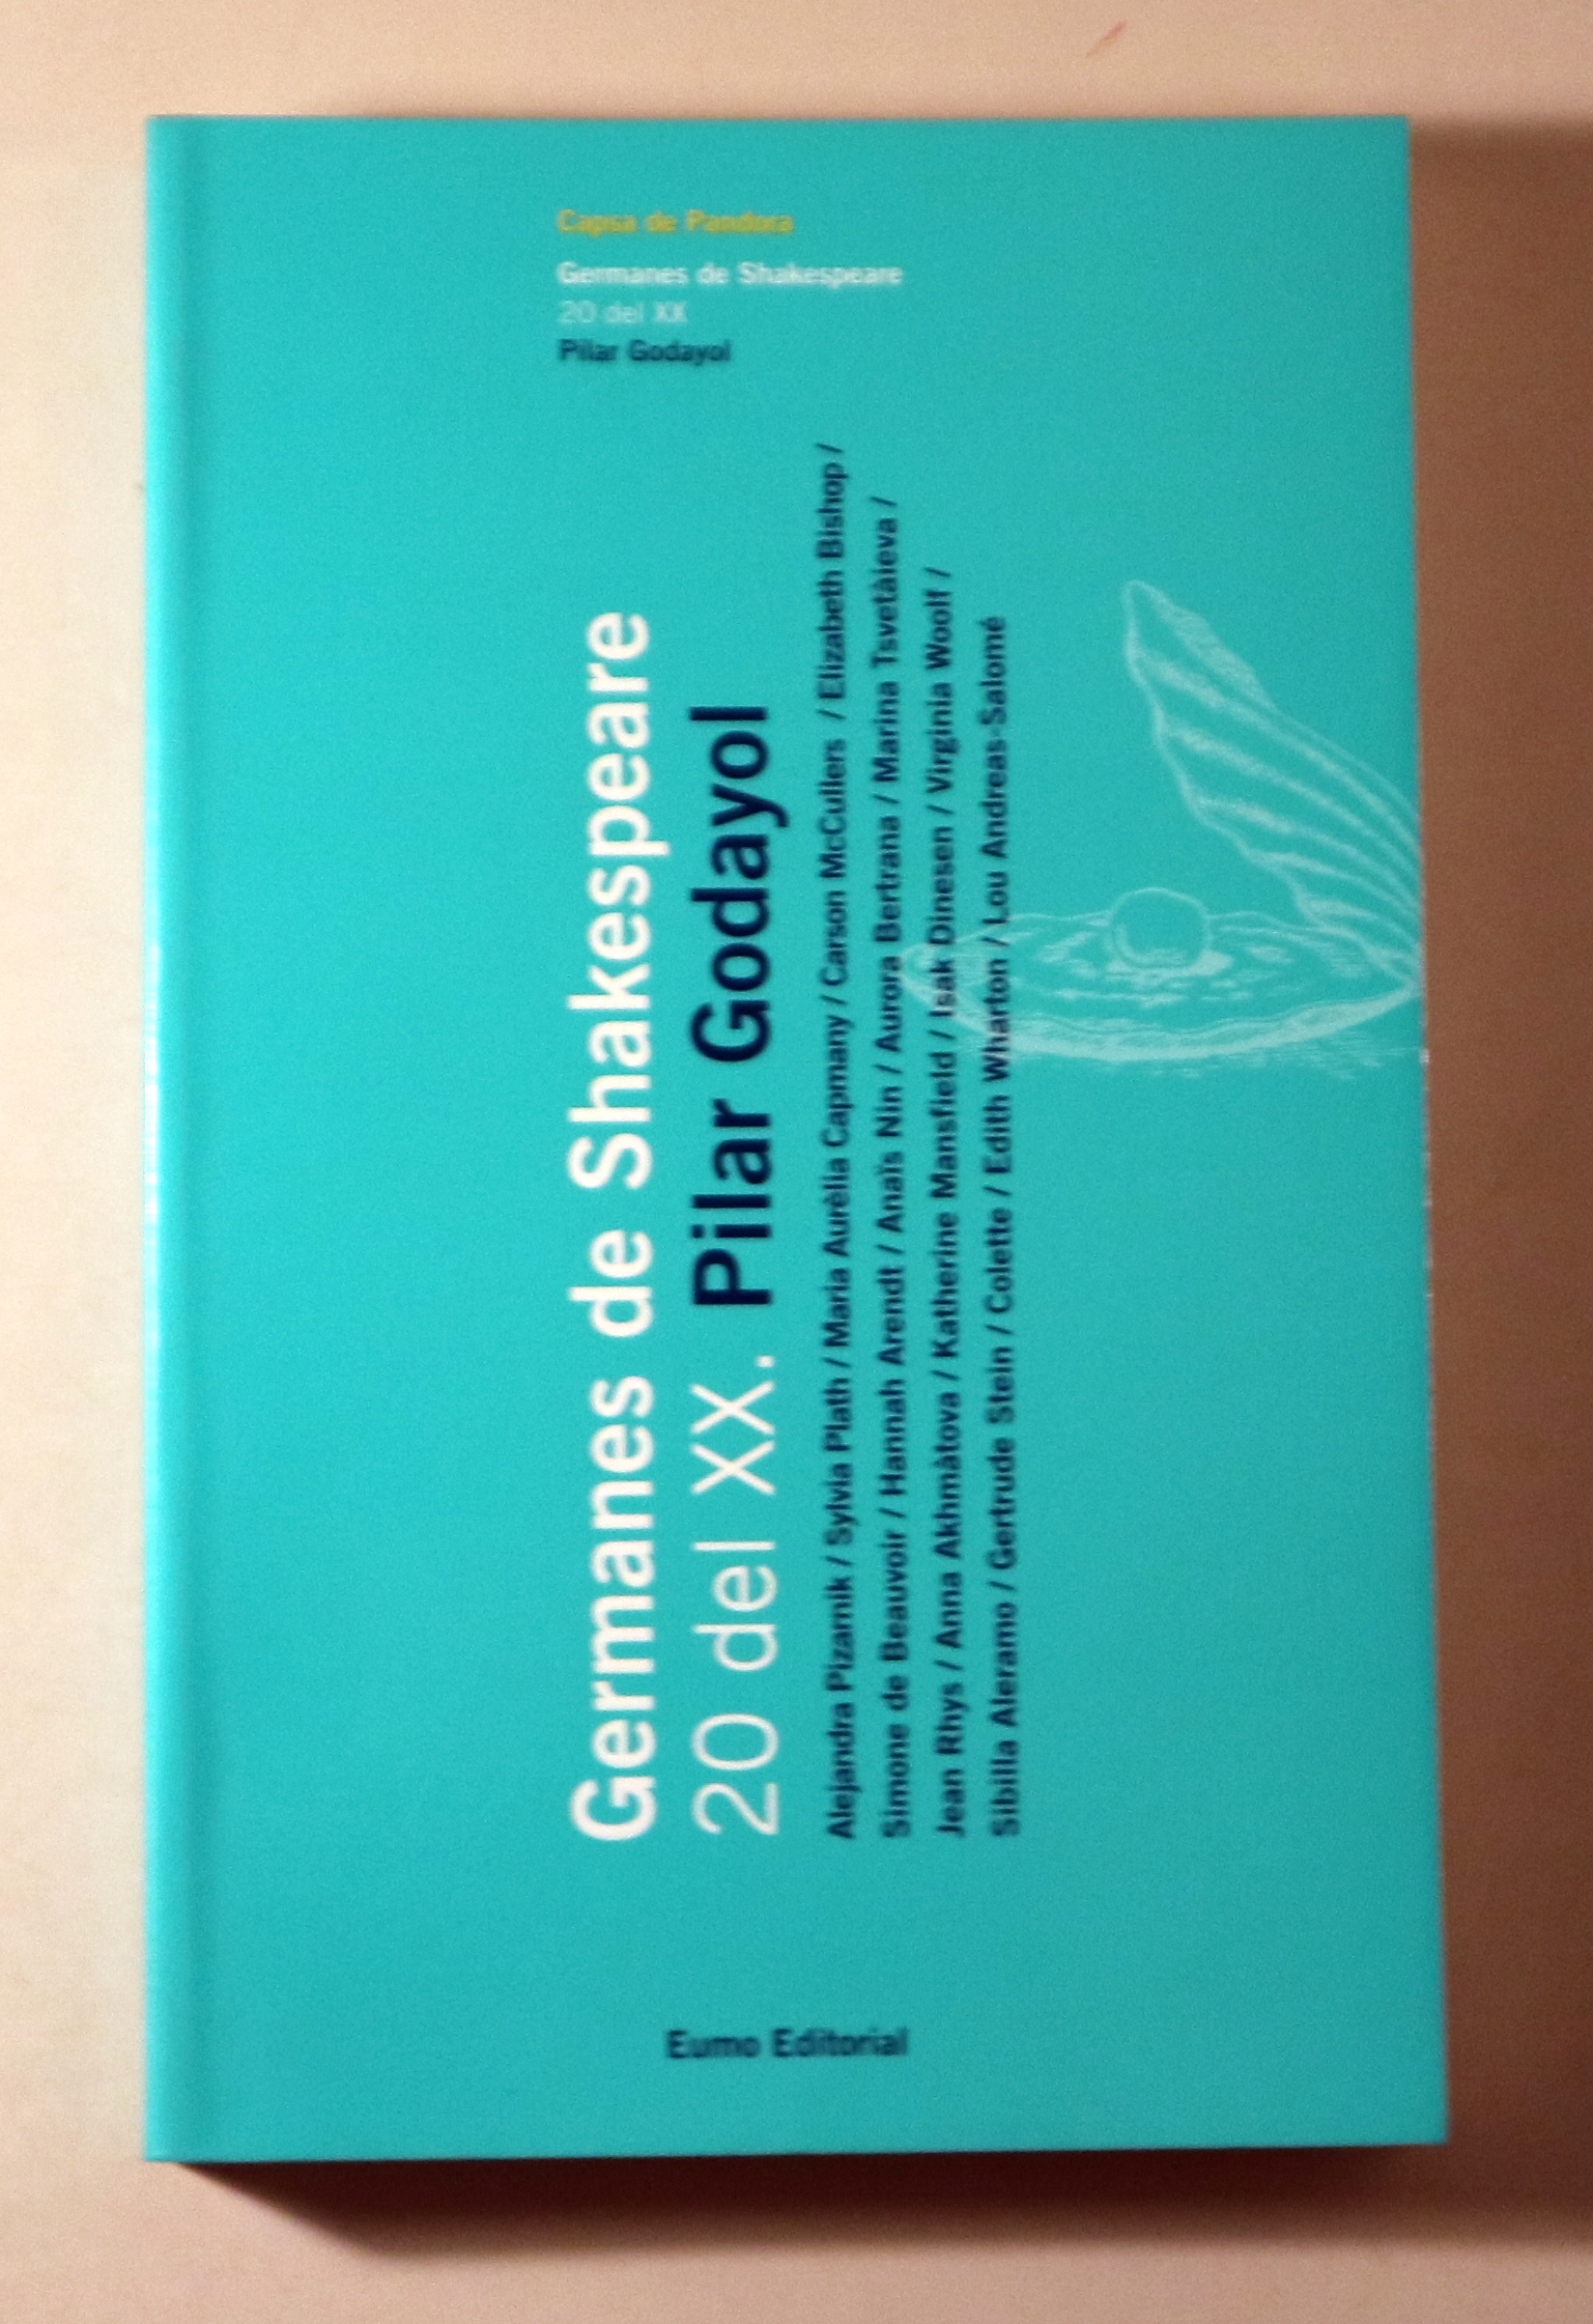 Capsa de Pandora
Germanes de Shakespeare
20 del XX
Pilar Godayol
Germanes de Shakespeare
20 del XX. Pilar Godayol
Alejandra Pizarnik / Sylvia Plath / Maria Aurèlia Capmany / Carson McCullers / Elizabeth Bishop /
Simone de Beauvoir / Hannah Arendt / Anaïs Nin / Aurora Bertrana / Marina Tsvetàieva /
Jean Rhys / Anna Akhmàtova / Katherine Mansfield / Isak Dinesen / Virginia Woolf /
Sibilla Aleramo / Gertrude Stein / Colette / Edith Wharton / Lou Andreas-Salomé
Eumo Editorial